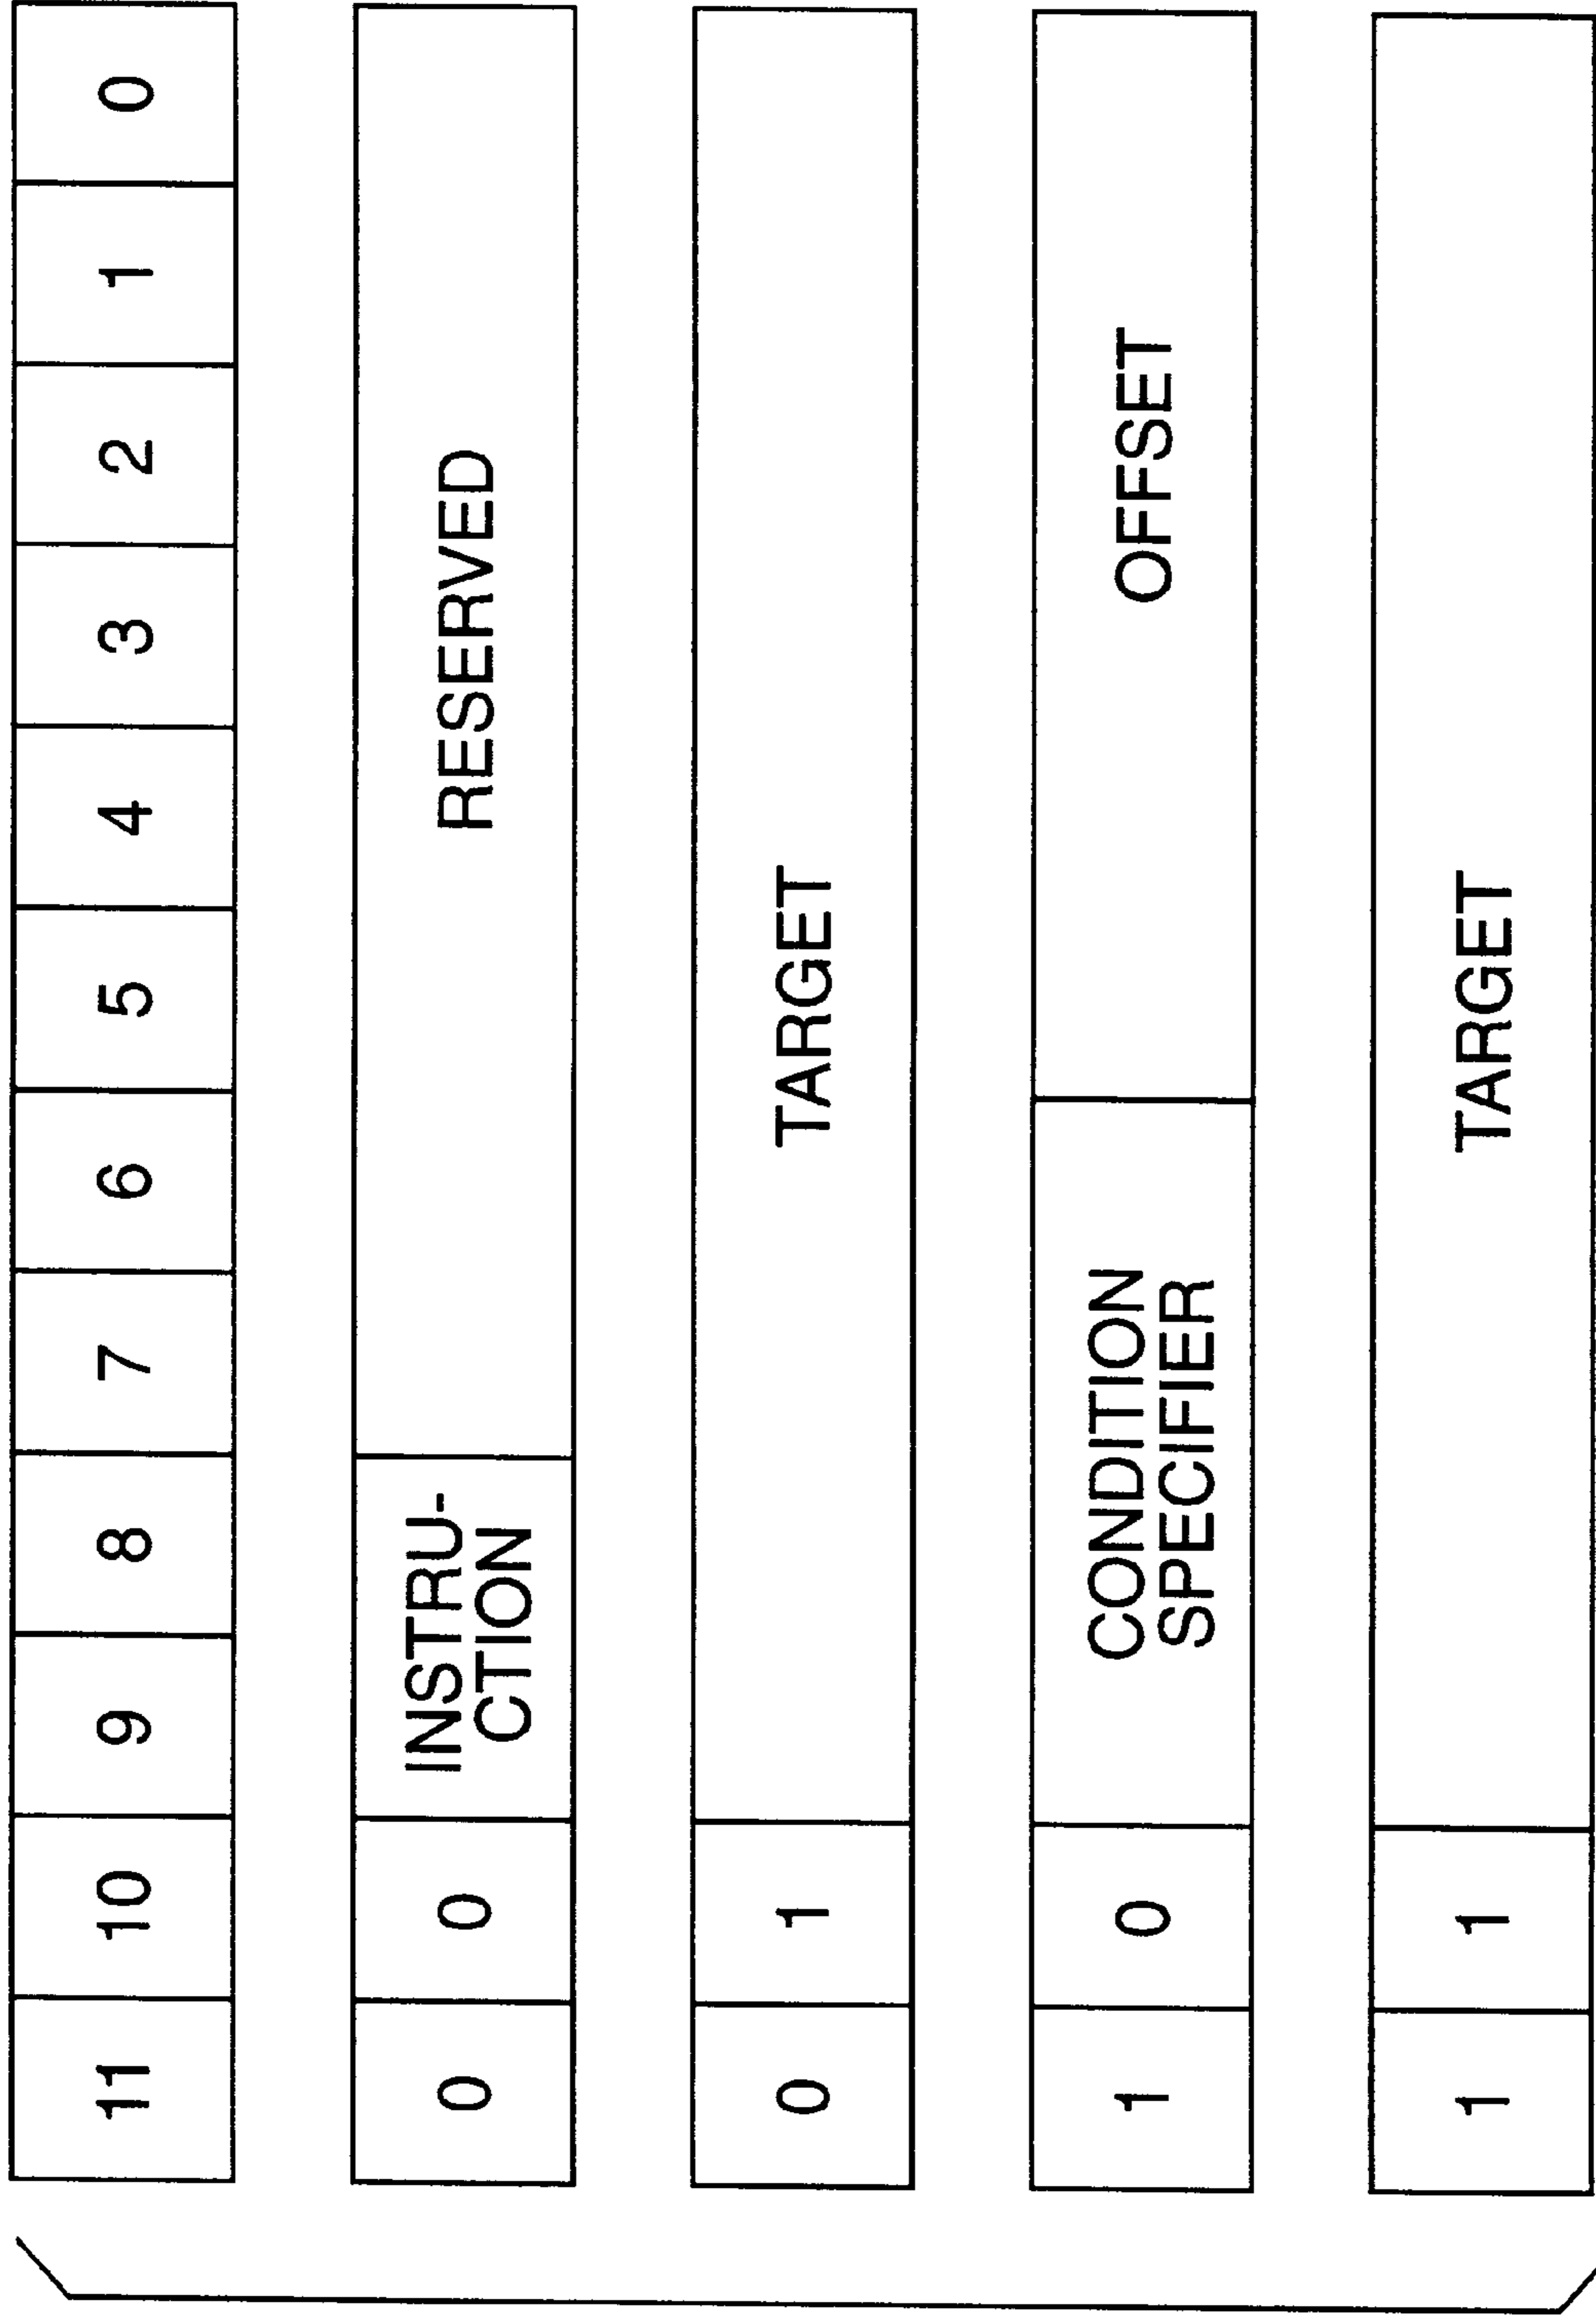 11 10 9 8 7 6 5 4 3 2 1 0
0 0 INSTRU-
CTION RESERVED
0 1 TARGET
1 0 CONDITION
SPECIFIER OFFSET
1 1 TARGET